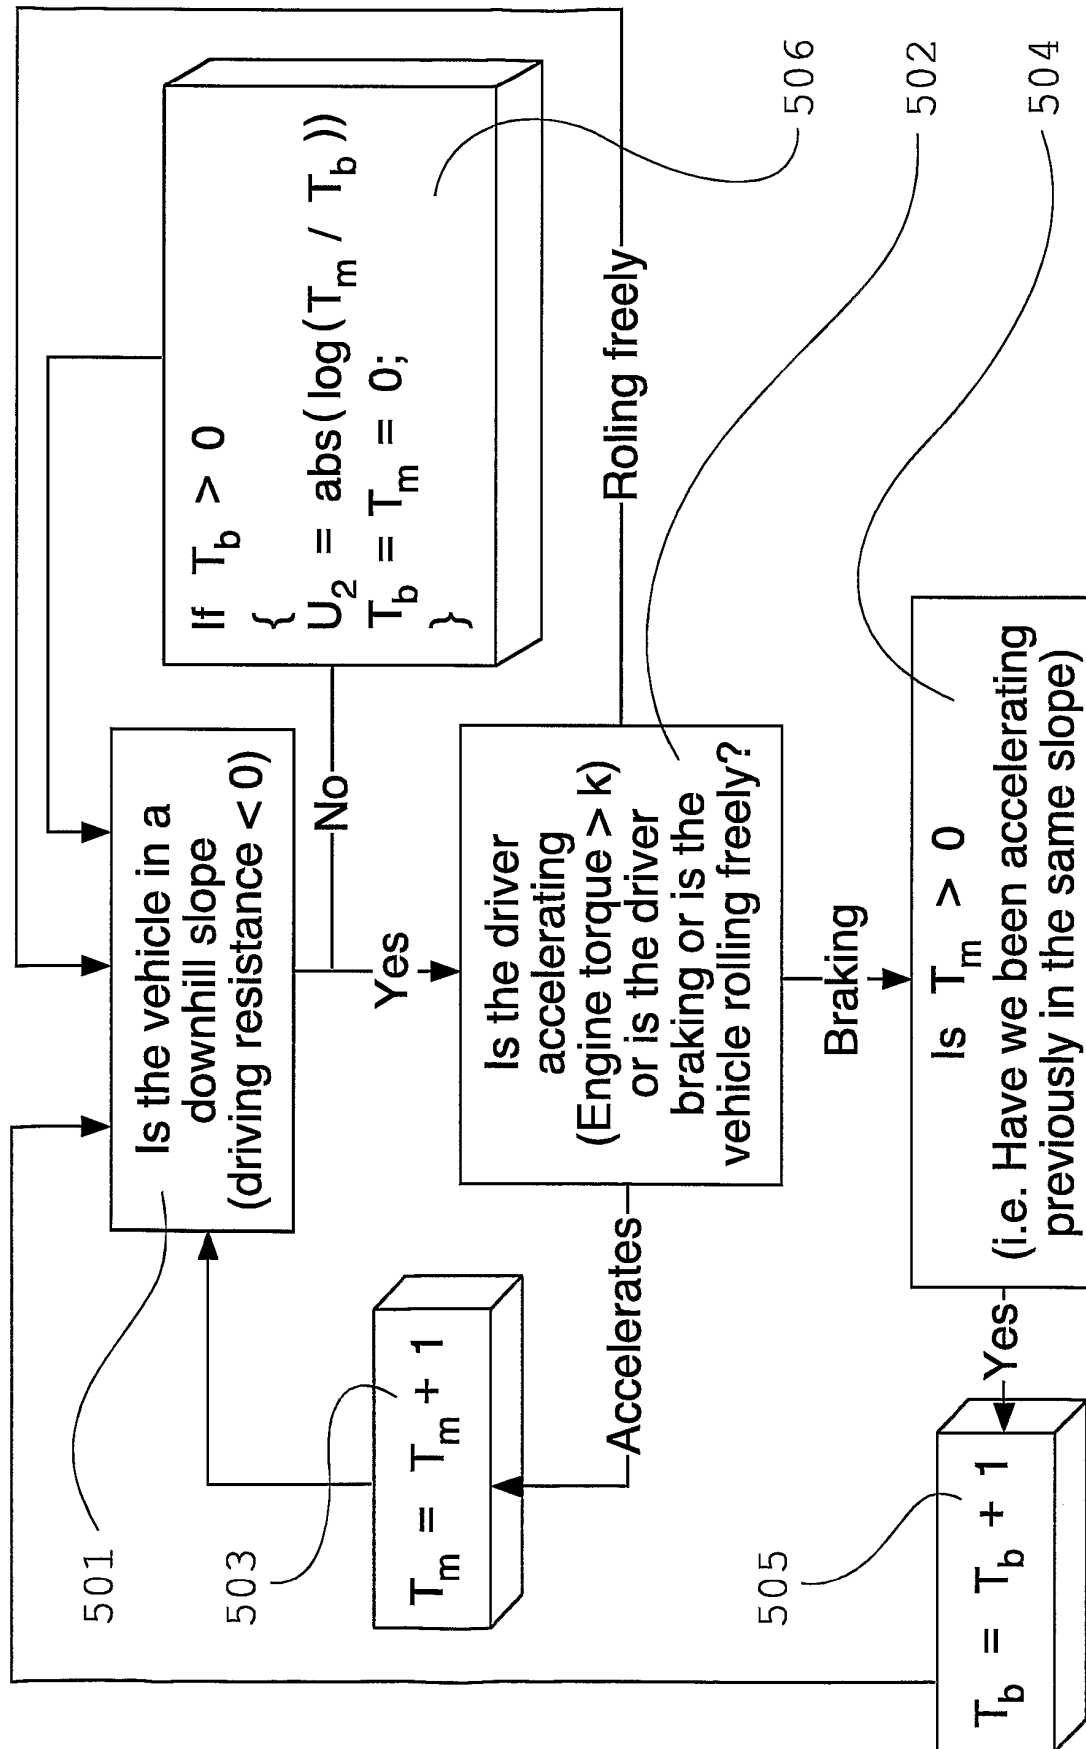 Is the vehicle in a
downhill slope
(driving resistance < 0)
501
No
Yes
If T_b > 0
{
U_2 = abs(log(T_m / T_b ))
T_b = T_m = 0;
}
506
Is the driver
accelerating
(Engine torque > k)
or is the driver
braking or is the
vehicle rolling freely?
502
Rolling freely
Accelerates
T_m = T_m + 1
503
Braking
Is T_m > 0
(i.e. Have we been accelerating
previously in the same slope)
504
Yes
T_b = T_b + 1
505